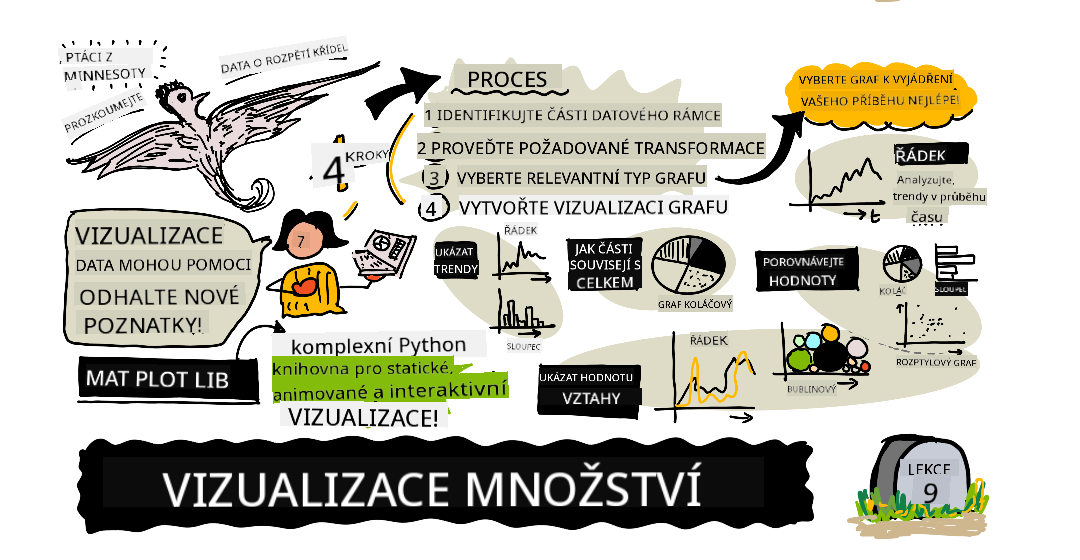 PTÁCI Z
MINNESOTY
PROZKOUMEJTE
DATA O ROZPĚTÍ KŘÍDEL
4 KROKY
PROCES
1 IDENTIFIKUJTE ČÁSTI DATOVÉHO RÁMCE
2 PROVEĎTE POŽADOVANÉ TRANSFORMACE
3 VYBERTE RELEVANTNÍ TYP GRAFU
4 VYTVOŘTE VIZUALIZACI GRAFU
VYBERTE GRAF K VYJÁDŘENÍ
VAŠEHO PŘÍBĚHU NEJLÉPE!
ŘÁDEK
Analyzujte,
trendy v průběhu
času
t
VIZUALIZACE
DATA MOHOU POMOCI
ODHALTE NOVÉ
POZNATKY!
7
UKÁZAT
TRENDY
ŘÁDEK
SLOUPEC
JAK ČÁSTI
SOUVISEJÍ S
CELKEM
GRAF KOLÁČOVÝ
POROVNÁVEJTE
HODNOTY
KOLÁČ
SLOUPEC
ROZPTYLOVÝ GRAF
MAT PLOT LIB
komplexní Python
knihovna pro statické,
animované a interaktivní
VIZUALIZACE!
UKÁZAT HODNOTU
VZTAHY
ŘÁDEK
BUBLINOVÝ
VIZUALIZACE MNOŽSTVÍ
LEKCE
9